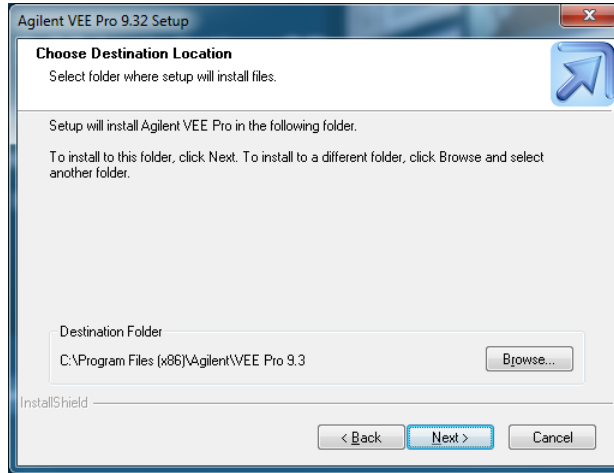 Agilent VEE Pro 9.32 Setup
Choose Destination Location
Select folder where setup will install files.
Setup will install Agilent VEE Pro in the following folder.
To install to this folder, click Next. To install to a different folder, click Browse and select
another folder.
Destination Folder
C:\Program Files (x86)\Agilent\VEE Pro 9.3
Browse...
InstallShield
< Back
Next >
Cancel